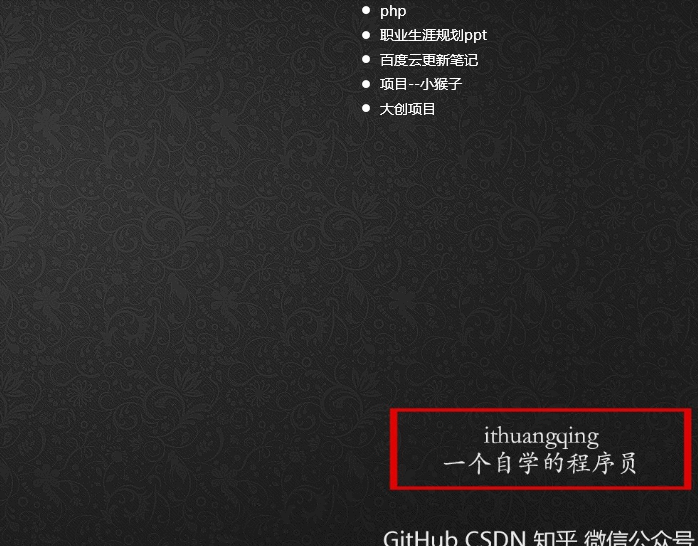 php
职业生涯规划ppt
百度云更新笔记
项目--小猴子
大创项目
ithuangqing
一个自学的程序员
GitHub CSDN 知乎 微信公众号